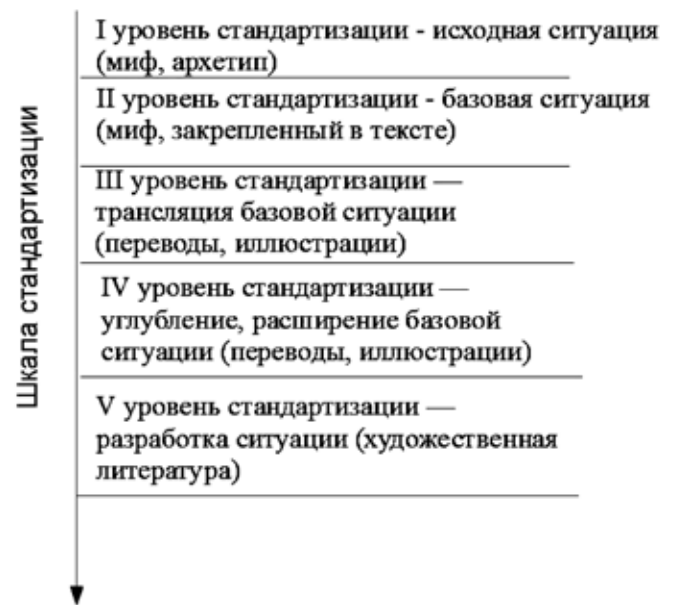 Шкала стандартизации
I уровень стандартизации - исходная ситуация
(миф, архетип)
II уровень стандартизации - базовая ситуация
(миф, закрепленный в тексте)
III уровень стандартизации —
трансляция базовой ситуации
(переводы, иллюстрации)
IV уровень стандартизации —
углубление, расширение базовой
ситуации (переводы, иллюстрации)
V уровень стандартизации —
разработка ситуации (художественная
литература)